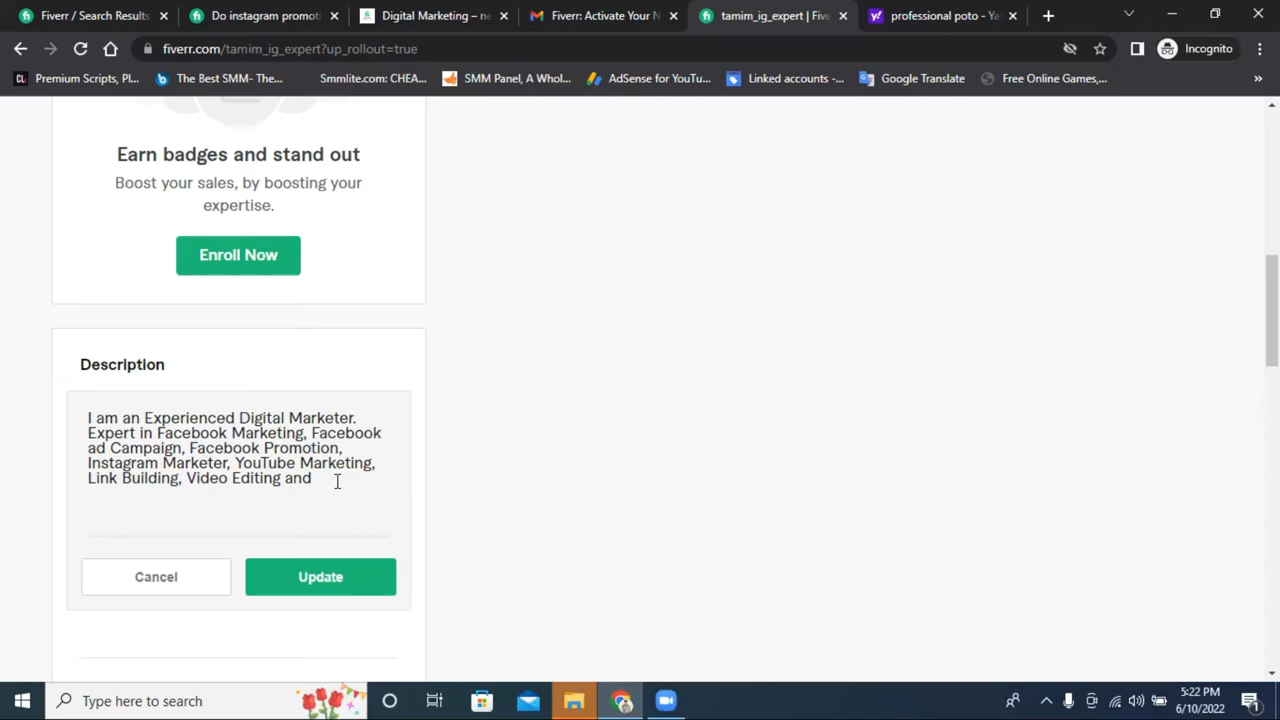 Fiverr / Search Results
Do instagram promoti
Digital Marketing – ne
Fiverr: Activate Your N
tamim_ig_expert | Five
professional poto - Ya
fiverr.com/tamim_ig_expert?up_rollout=true
Incognito
CL Premium Scripts, Pl...
The Best SMM- The...
Smmlite.com: CHEA...
SMM Panel, A Whol...
AdSense for YouTu...
Linked accounts -...
Google Translate
Free Online Games,...
»
Earn badges and stand out
Boost your sales, by boosting your
expertise.
Enroll Now
Description
I am an Experienced Digital Marketer.
Expert in Facebook Marketing, Facebook
ad Campaign, Facebook Promotion,
Instagram Marketer, YouTube Marketing,
Link Building, Video Editing and
Cancel
Update
Type here to search
5:22 PM
6/10/2022
1